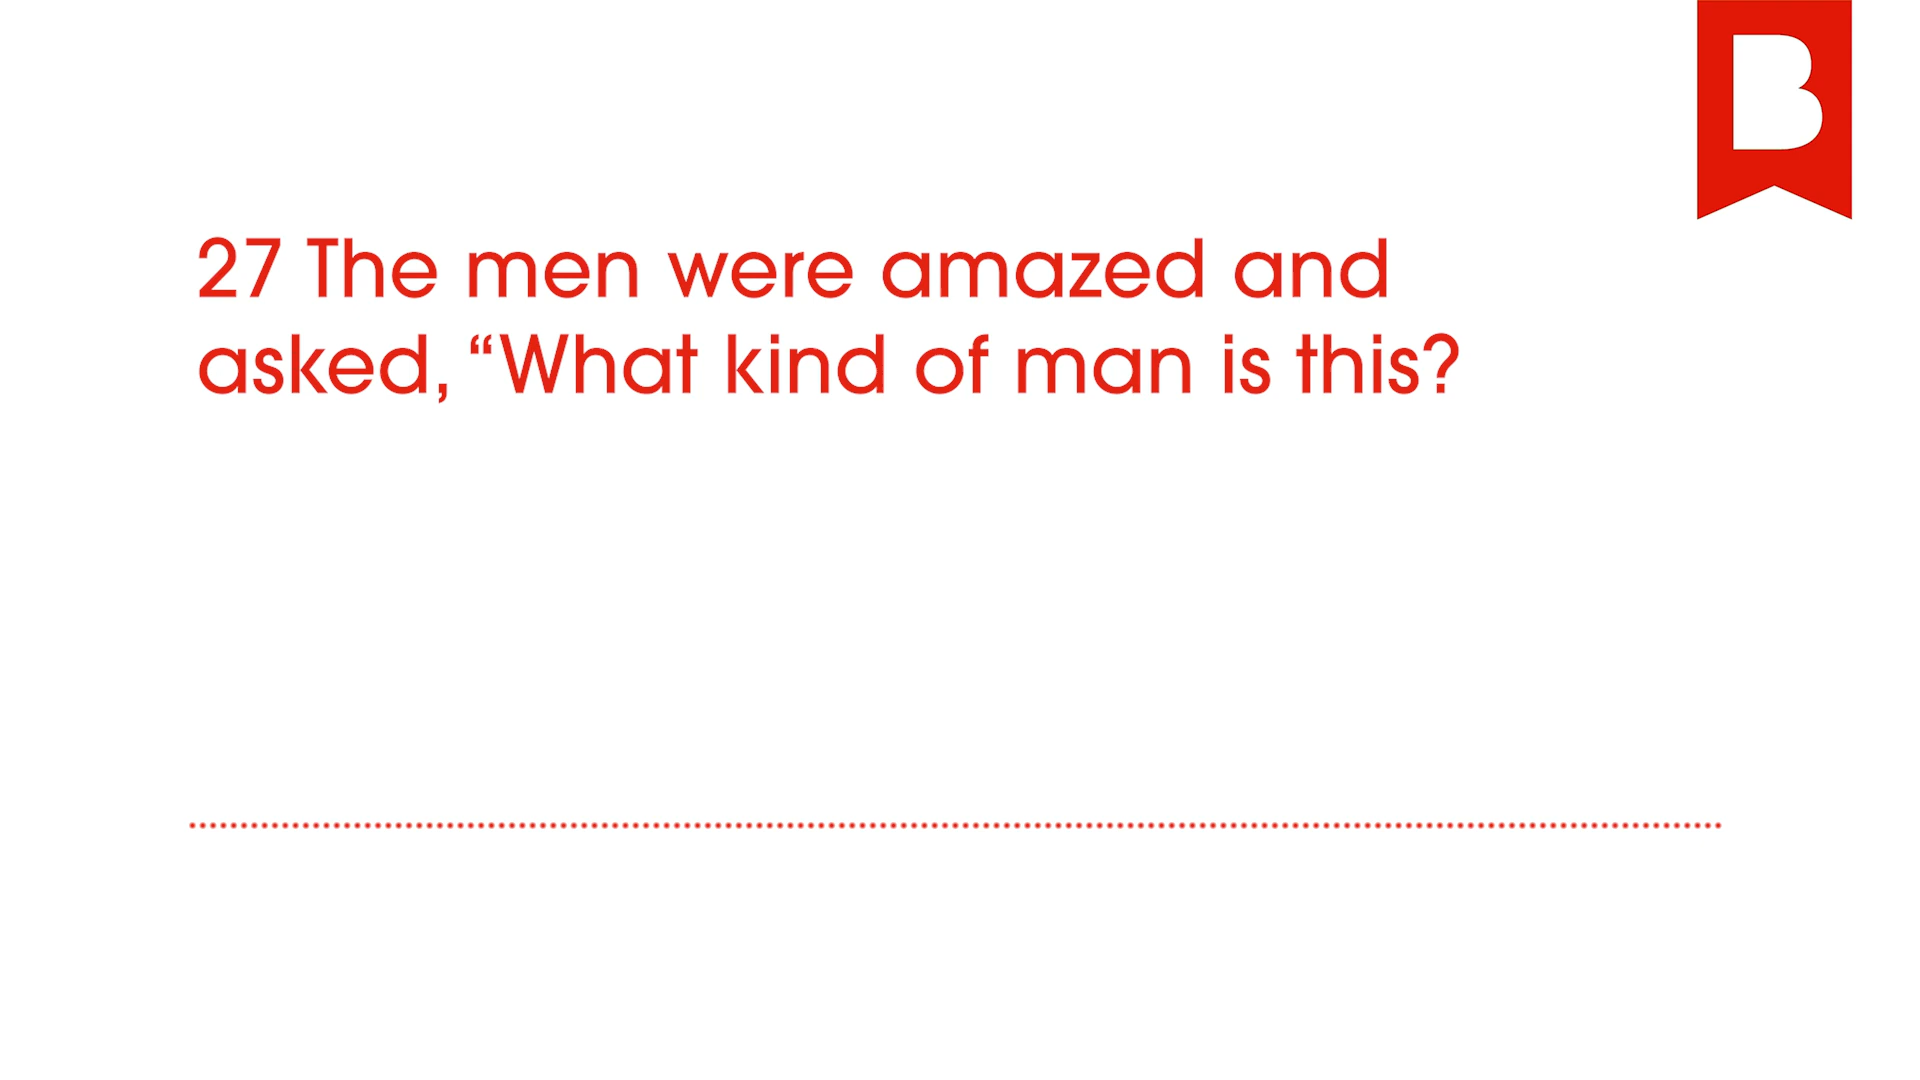 B
27 The men were amazed and
asked, “What kind of man is this?